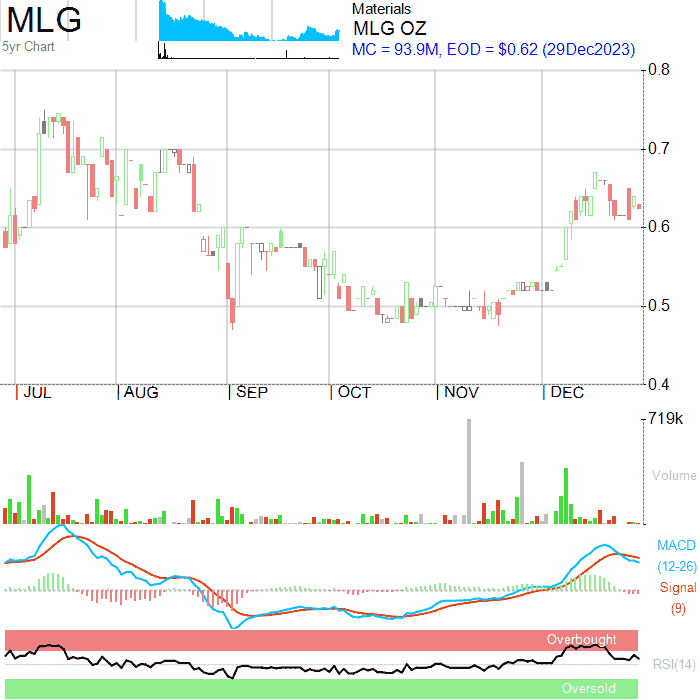 MLG
5yr Chart
Materials
MLG OZ
MC = 93.9M, EOD = $0.62 (29Dec2023)
0.8
0.7
0.6
0.5
0.4
JUL AUG SEP OCT NOV DEC
719k
Volume
MACD
(12-26)
Signal
(9)
Overbought
RSI(14)
Oversold